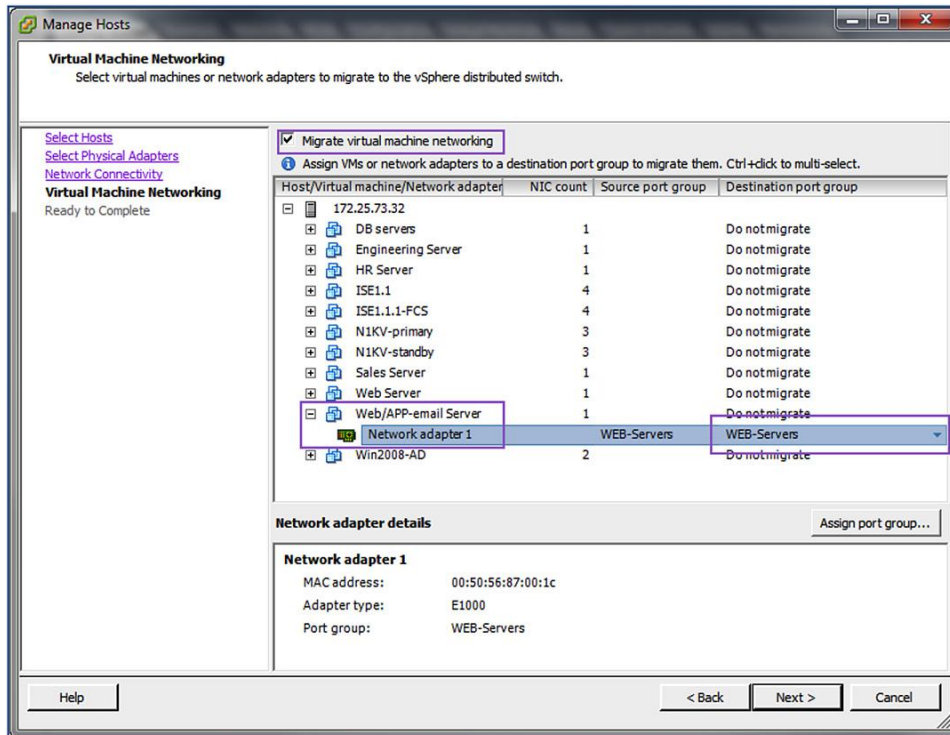 Manage Hosts
Virtual Machine Networking
Select virtual machines or network adapters to migrate to the vSphere distributed switch.
Select Hosts
Select Physical Adapters
Network Connectivity
Virtual Machine Networking
Ready to Complete
Migrate virtual machine networking
Assign VMs or network adapters to a destination port group to migrate them. Ctrl+click to multi-select.
Host/Virtual machine/Network adapter NIC count Source port group Destination port group
172.25.73.32
DB servers 1 Do not migrate
Engineering Server 1 Do not migrate
HR Server 1 Do not migrate
ISE1.1 4 Do not migrate
ISE1.1.1-FCS 4 Do not migrate
N1KV-primary 3 Do not migrate
N1KV-standby 3 Do not migrate
Sales Server 1 Do not migrate
Web Server 1 Do not migrate
Web/APP-email Server 1 Do not migrate
Network adapter 1 WEB-Servers WEB-Servers
Win2008-AD 2 Do not migrate
Network adapter details
Assign port group...
Network adapter 1
MAC address: 00:50:56:87:00:1c
Adapter type: E1000
Port group: WEB-Servers
Help < Back Next > Cancel